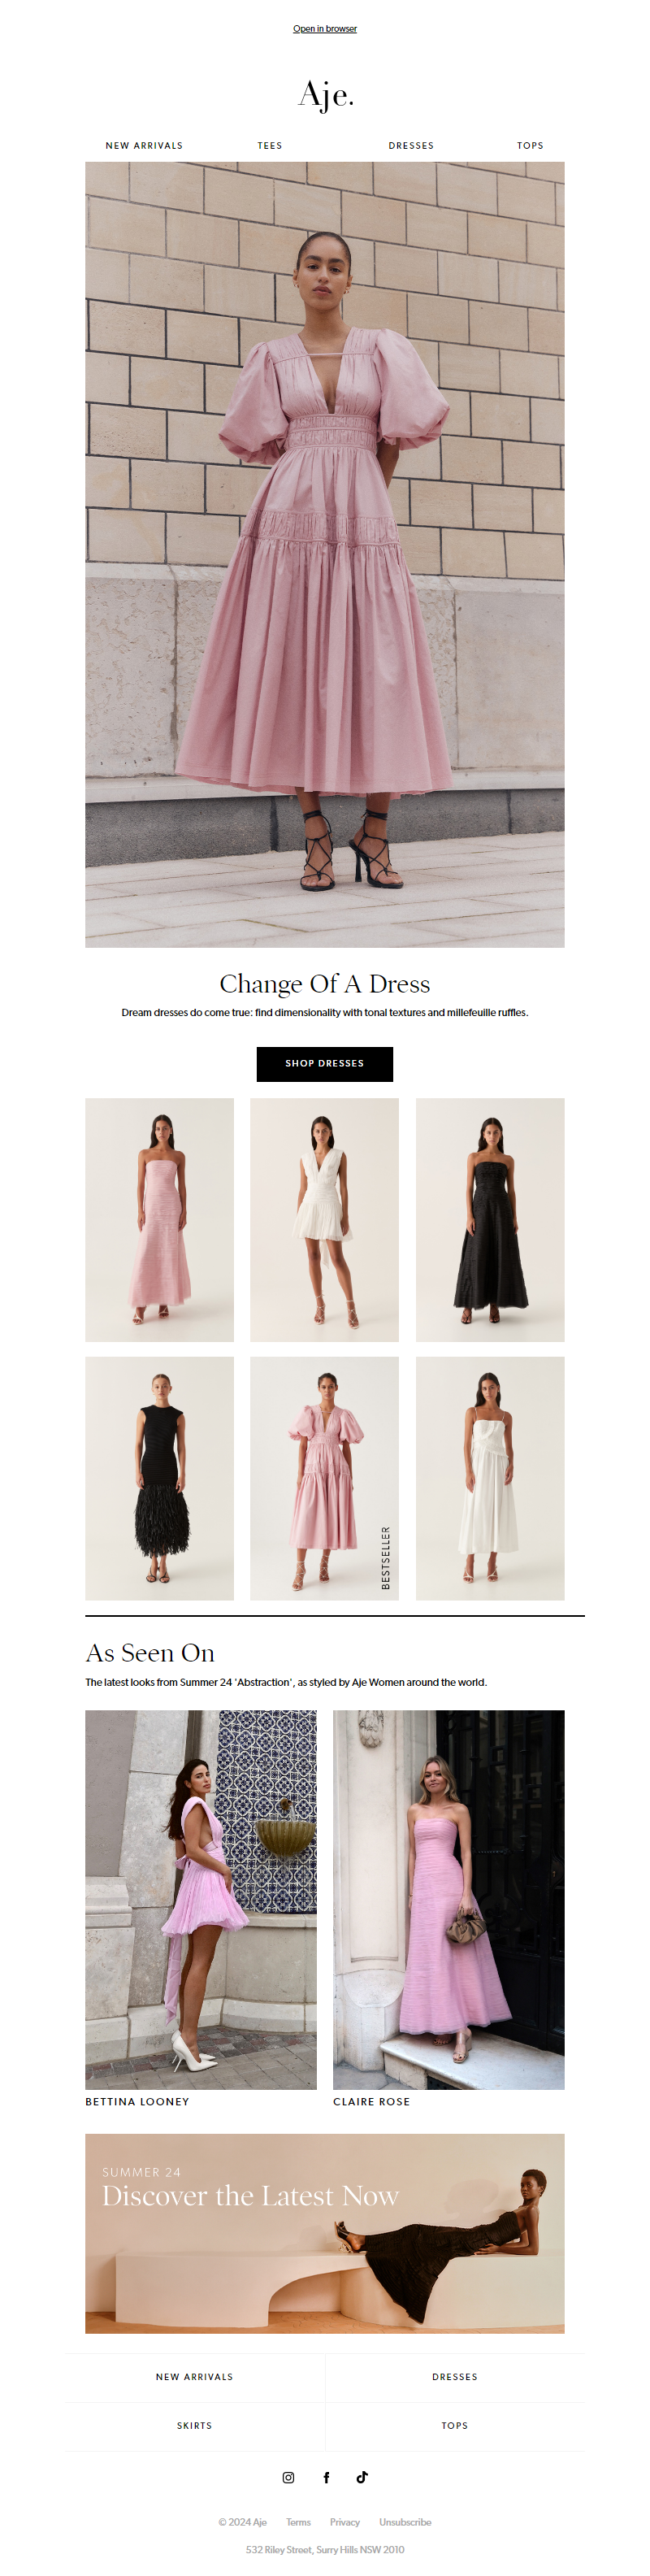 Open in browser
Aje.
NEW ARRIVALS TEES DRESSES TOPS
Change Of A Dress
Dream dresses do come true: find dimensionality with tonal textures and millefeuille ruffles.
SHOP DRESSES
BESTSELLER
As Seen On
The latest looks from Summer 24 'Abstraction', as styled by Aje Women around the world.
BETTINA LOONEY CLAIRE ROSE
SUMMER 24
Discover the Latest Now
NEW ARRIVALS DRESSES
SKIRTS TOPS
© 2024 Aje Terms Privacy Unsubscribe
532 Riley Street, Surry Hills NSW 2010